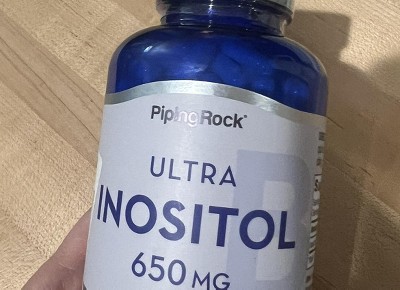 PipingRock®
ULTRA
INOSITOL
650 MG